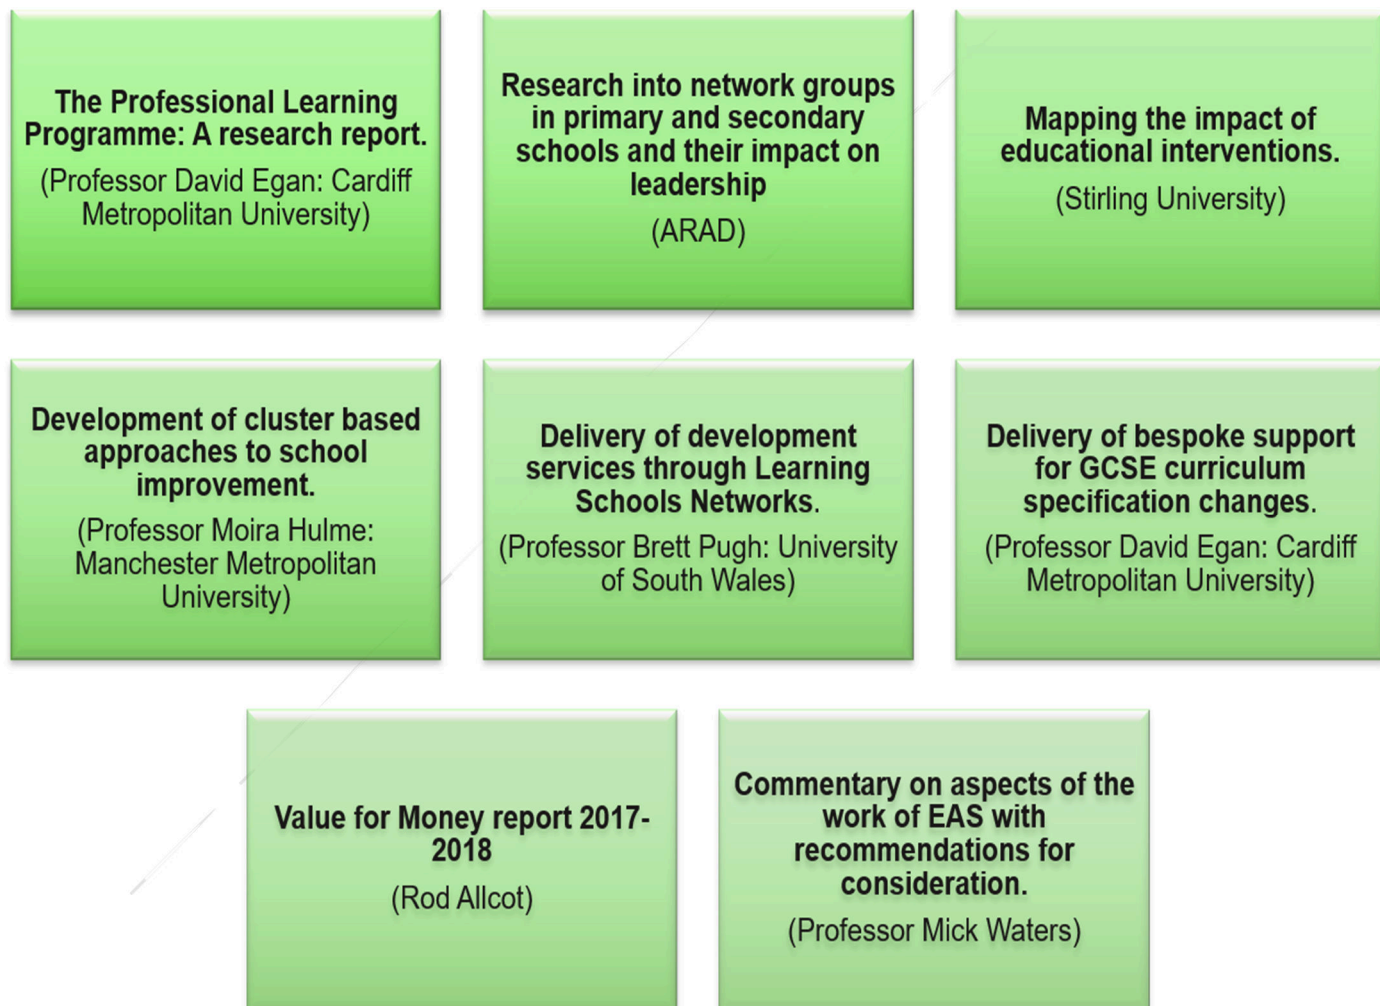 The Professional Learning
Programme: A research report.
(Professor David Egan: Cardiff
Metropolitan University)
Research into network groups
in primary and secondary
schools and their impact on
leadership
(ARAD)
Mapping the impact of
educational interventions.
(Stirling University)
Development of cluster based
approaches to school
improvement.
(Professor Moira Hulme:
Manchester Metropolitan
University)
Delivery of development
services through Learning
Schools Networks.
(Professor Brett Pugh: University
of South Wales)
Delivery of bespoke support
for GCSE curriculum
specification changes.
(Professor David Egan: Cardiff
Metropolitan University)
Value for Money report 2017-
2018
(Rod Allcot)
Commentary on aspects of the
work of EAS with
recommendations for
consideration.
(Professor Mick Waters)